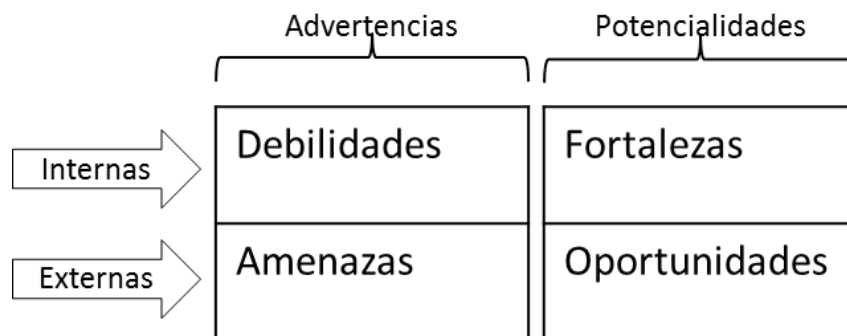 Advertencias
Potencialidades
Internas
Debilidades
Fortalezas
Externas
Amenazas
Oportunidades